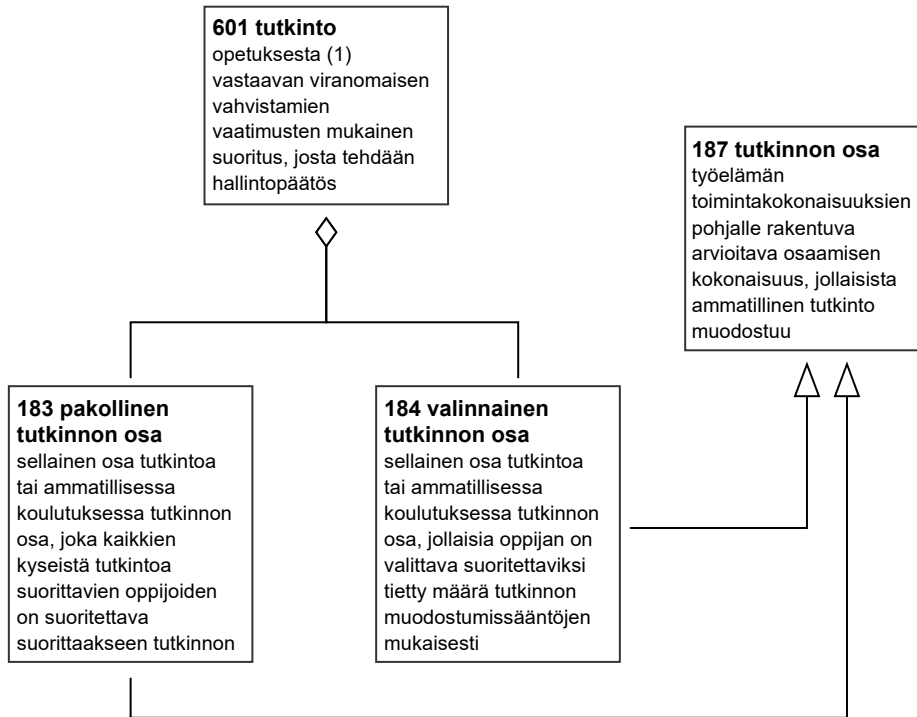 601 tutkinto
opetuksesta (1)
vastaavan viranomaisen
vahvistamien
vaatimusten mukainen
suoritus, josta tehdään
hallintopäätös
187 tutkinnon osa
työelämän
toimintakokonaisuuksien
pohjalle rakentuva
arvioitava osaamisen
kokonaisuus, jollaisista
ammatillinen tutkinto
muodostuu
183 pakollinen
tutkinnon osa
sellainen osa tutkintoa
tai ammatillisessa
koulutuksessa tutkinnon
osa, joka kaikkien
kyseistä tutkintoa
suorittavien oppijoiden
on suoritettava
suorittaakseen tutkinnon
184 valinnainen
tutkinnon osa
sellainen osa tutkintoa
tai ammatillisessa
koulutuksessa tutkinnon
osa, jollaisia oppijan on
valittava suoritettaviksi
tietty määrä tutkinnon
muodostumissääntöjen
mukaisesti